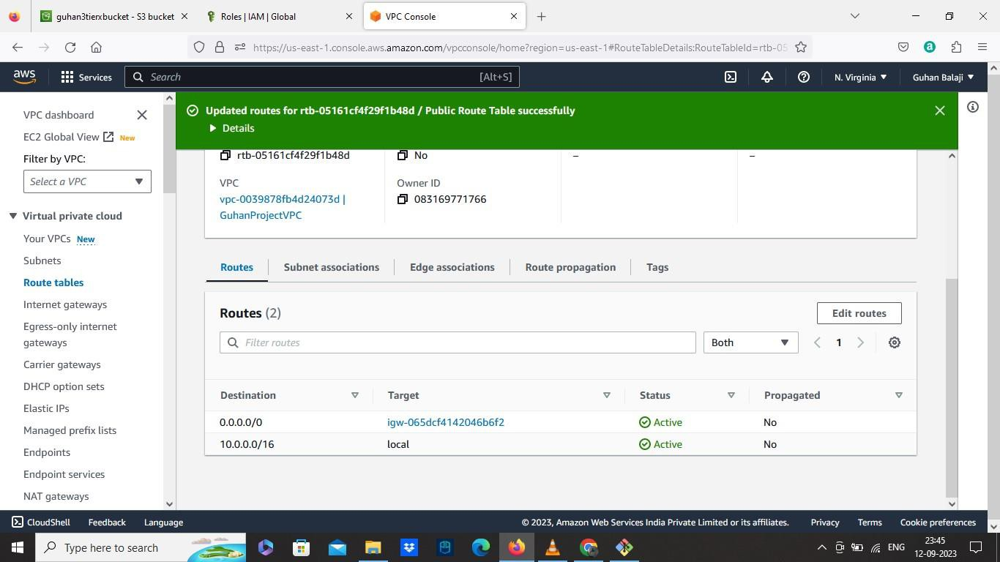 guhan3tierxbucket - S3 bucket
Roles | IAM | Global
VPC Console
https://us-east-1.console.aws.amazon.com/vpcconsole/home?region=us-east-1#RouteTableDetails:RouteTableId=rtb-05
aws
Services
Search
[Alt+S]
N. Virginia
Guhan Balaji
VPC dashboard
EC2 Global View
New
Filter by VPC:
Select a VPC
Virtual private cloud
Your VPCs New
Subnets
Route tables
Internet gateways
Egress-only internet
gateways
Carrier gateways
DHCP option sets
Elastic IPs
Managed prefix lists
Endpoints
Endpoint services
NAT gateways
Updated routes for rtb-05161cf4f29f1b48d / Public Route Table successfully
Details
rtb-05161cf4f29f1b48d
No
–
–
VPC
vpc-0039878fb4d24073d |
GuhanProjectVPC
Owner ID
083169771766
Routes
Subnet associations
Edge associations
Route propagation
Tags
Routes (2)
Edit routes
Filter routes
Both
1
Destination Target Status Propagated
0.0.0.0/0 igw-065dcf4142046b6f2 Active No
10.0.0.0/16 local Active No
CloudShell Feedback Language
© 2023, Amazon Web Services India Private Limited or its affiliates. Privacy Terms Cookie preferences
Type here to search
ENG
23:45
12-09-2023